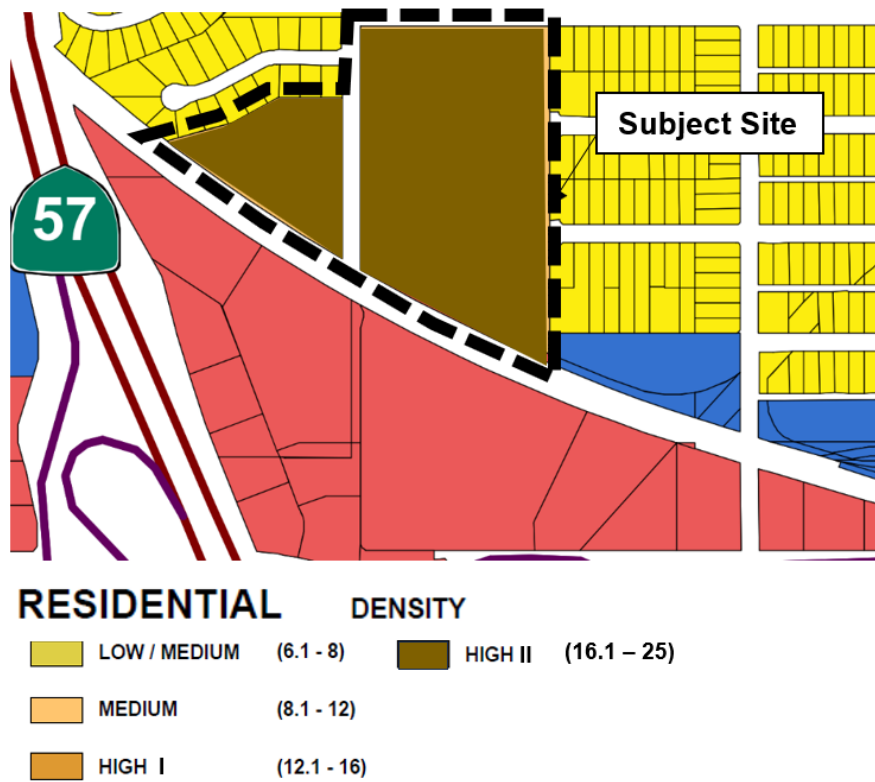 Subject Site
57
RESIDENTIAL DENSITY
LOW / MEDIUM (6.1 - 8) HIGH II (16.1 – 25)
MEDIUM (8.1 - 12)
HIGH I (12.1 - 16)